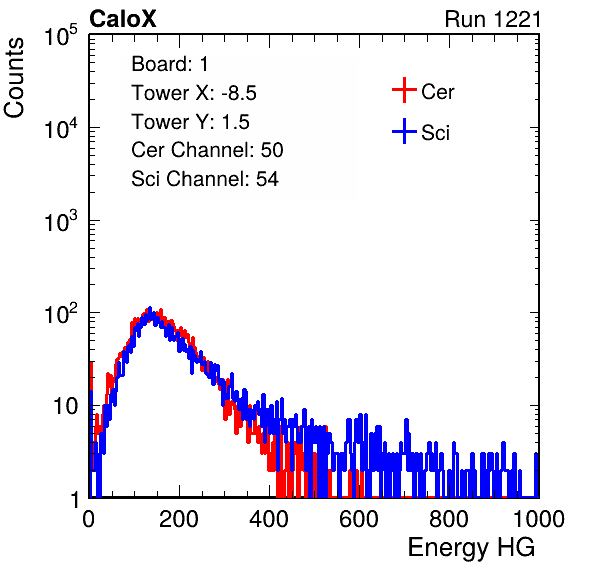 CaloX Run 1221
Counts
Board: 1
Tower X: -8.5
Tower Y: 1.5
Cer Channel: 50
Sci Channel: 54
Cer
Sci
10^5
10^4
10^3
10^2
10
1
0 200 400 600 800 1000
Energy HG